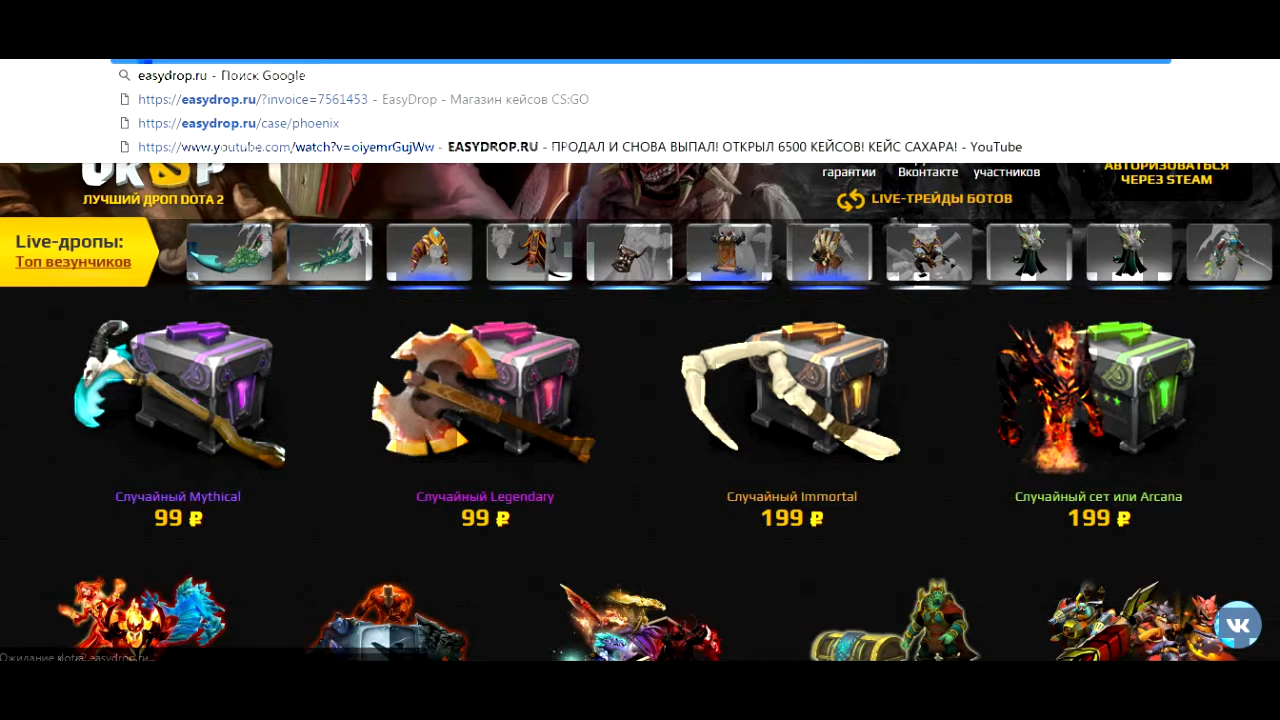 easydrop.ru - Поиск Google
https://easydrop.ru/?invoice=7561453 - EasyDrop - Магазин кейсов CS:GO
https://easydrop.ru/case/phoenix
https://www.youtube.com/watch?v=oiyemrGujWw - EASYDROP.RU - ПРОДАЛ И СНОВА ВЫПАЛ! ОТКРЫЛ 6500 КЕЙСОВ! КЕЙС САХАРА! - YouTube
ЛУЧШИЙ ДРОП DOTA 2
гарантии Вконтакте участников
LIVE-ТРЕЙДЫ БОТОВ
АВТОРИЗОВАТЬСЯ
ЧЕРЕЗ STEAM
Live-дропы:
Топ везунчиков
Случайный Mythical
99 ₽
Случайный Legendary
99 ₽
Случайный Immortal
199 ₽
Случайный сет или Arcana
199 ₽
Ожидание